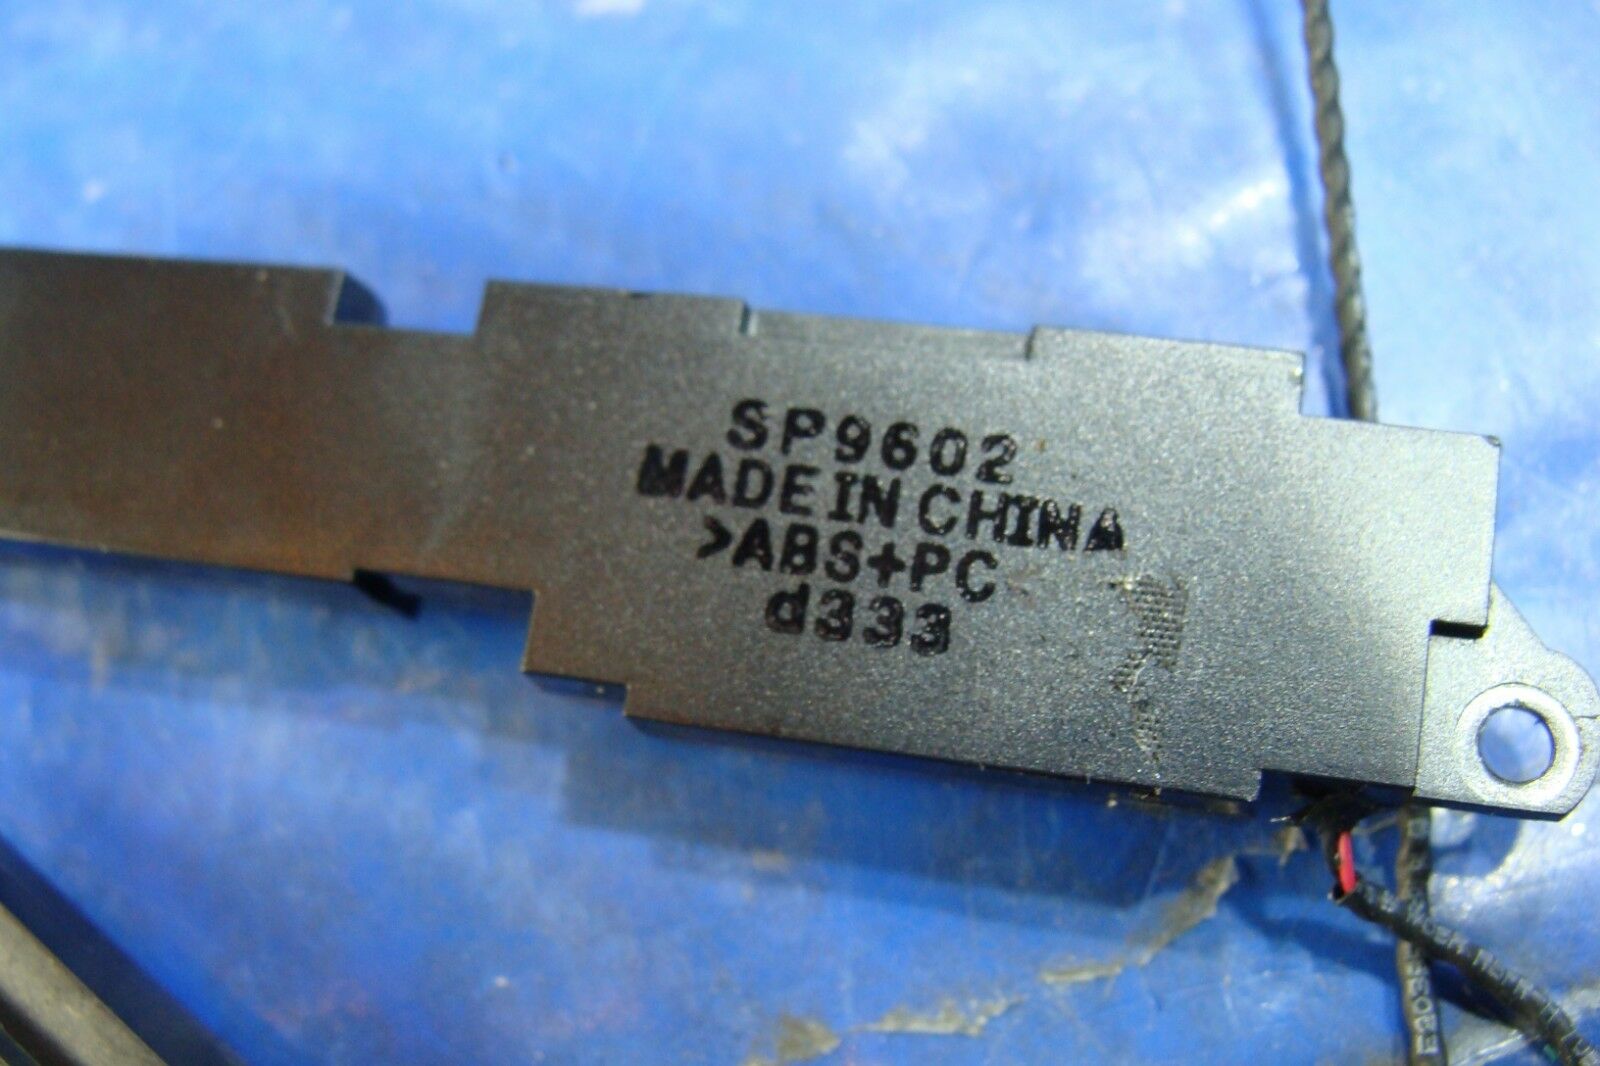 SP9602
MADE IN CHINA
>ABS+PC
d333